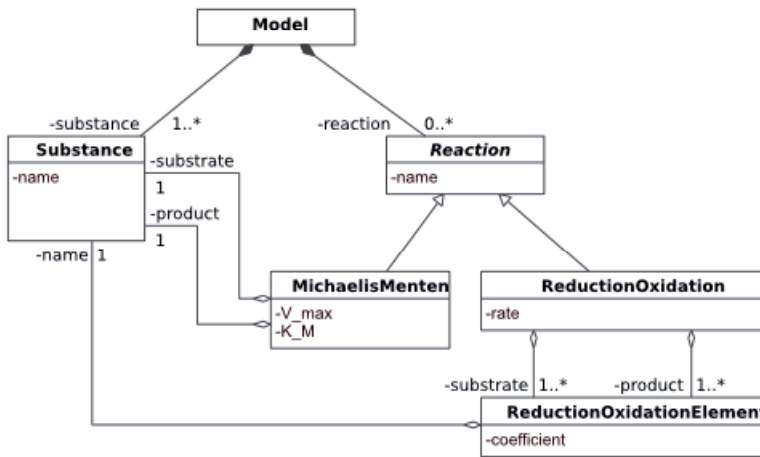 Model
-substance 1..*
-reaction 0..*
Substance
-name
-substrate
1
-product
1
-name 1
Reaction
-name
MichaelisMenten
-V_max
-K_M
ReductionOxidation
-rate
-substrate 1..*
-product 1..*
ReductionOxidationElement
-coefficient